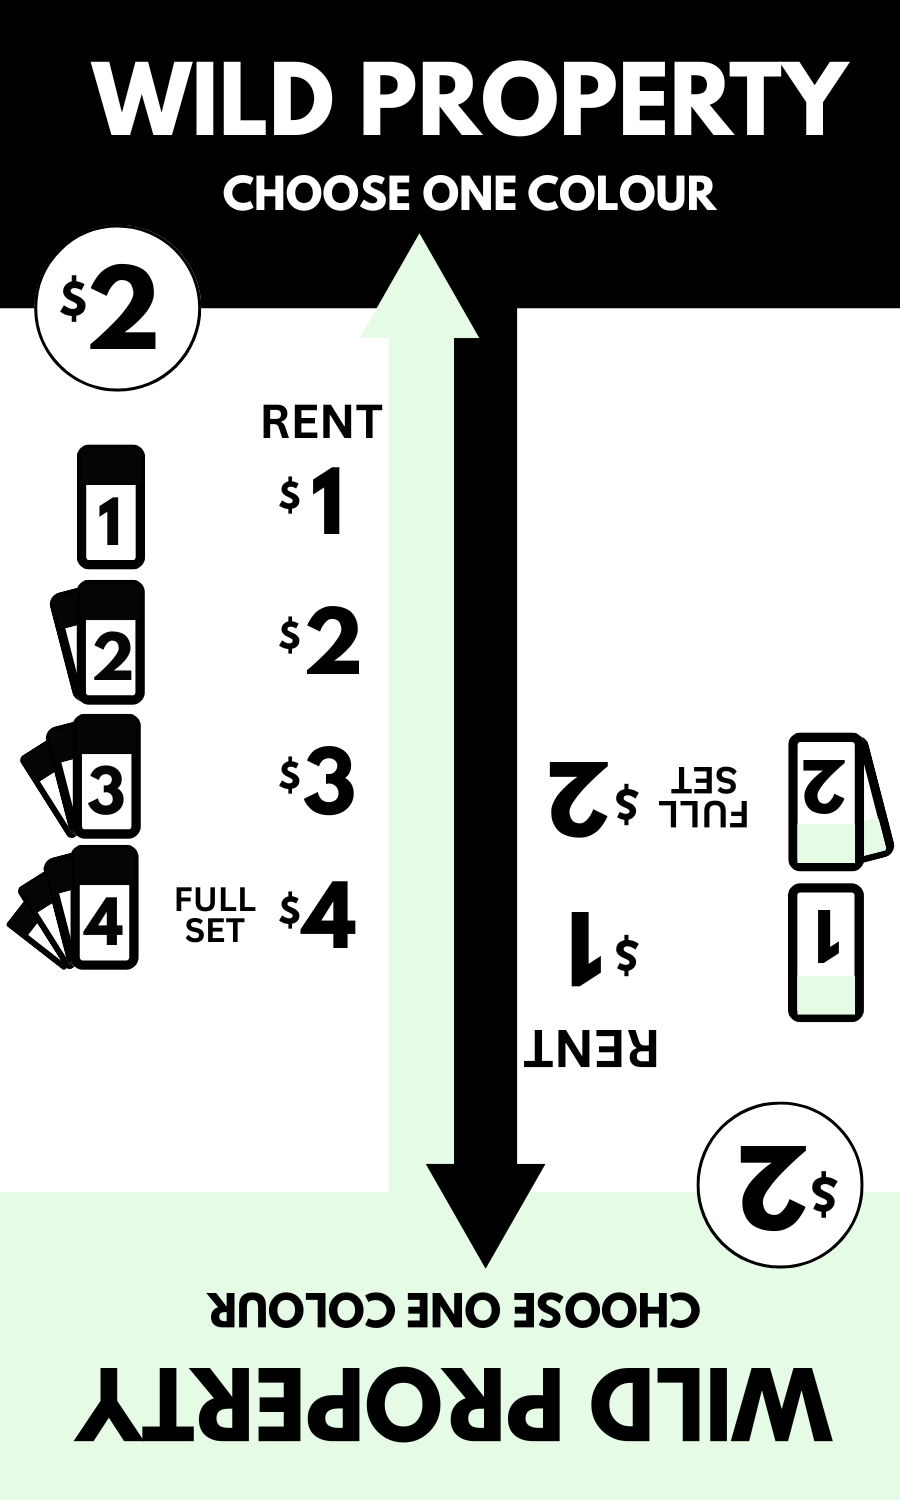 WILD PROPERTY
CHOOSE ONE COLOUR
$2
RENT
1 $1
2 $2
3 $3
4 FULL SET $4
WILD PROPERTY
CHOOSE ONE COLOUR
$2
RENT
1 $1
2 FULL SET $2